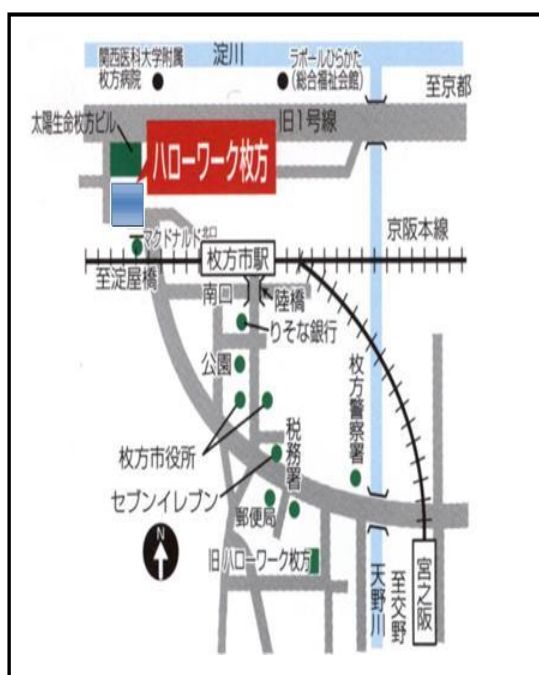 淀川
関西医科大学附属
枚方病院
ラポールひらかた
(総合福祉会館)
至京都
太陽生命枚方ビル
旧1号線
ハローワーク枚方
マクドナルド
京阪本線
枚方市駅
至淀屋橋
南口
陸橋
りそな銀行
公園
枚方警察署
枚方市役所
税務署
セブンイレブン
郵便局
N
旧ハローワーク枚方
天野川
至交野
宮之阪